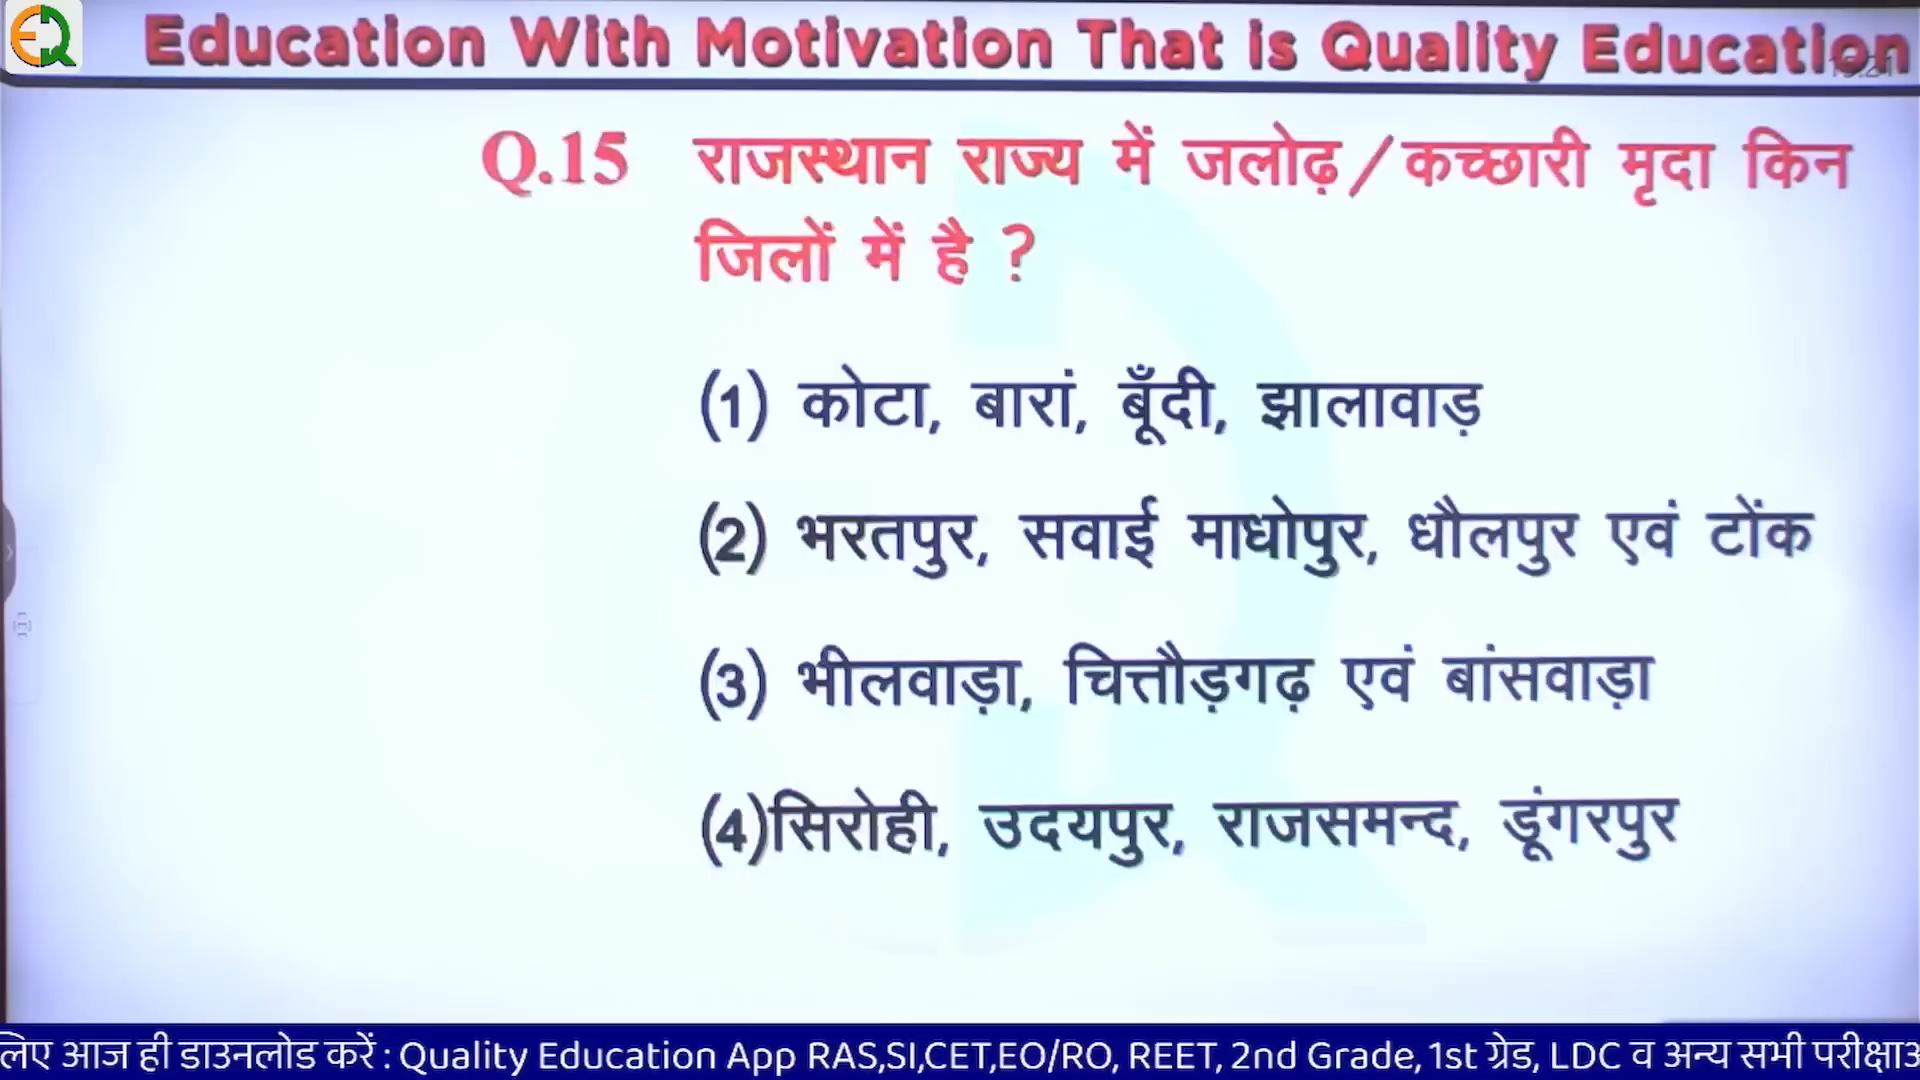 EQ
Education With Motivation That is Quality Education
Q.15 राजस्थान राज्य में जलोढ़/कच्छारी मृदा किन
जिलों में है ?
(1) कोटा, बारां, बूँदी, झालावाड़
(2) भरतपुर, सवाई माधोपुर, धौलपुर एवं टोंक
(3) भीलवाड़ा, चित्तौड़गढ़ एवं बांसवाड़ा
(4)सिरोही, उदयपुर, राजसमन्द, डूंगरपुर
लिए आज ही डाउनलोड करें : Quality Education App RAS,SI,CET,EO/RO, REET, 2nd Grade, 1st ग्रेड, LDC व अन्य सभी